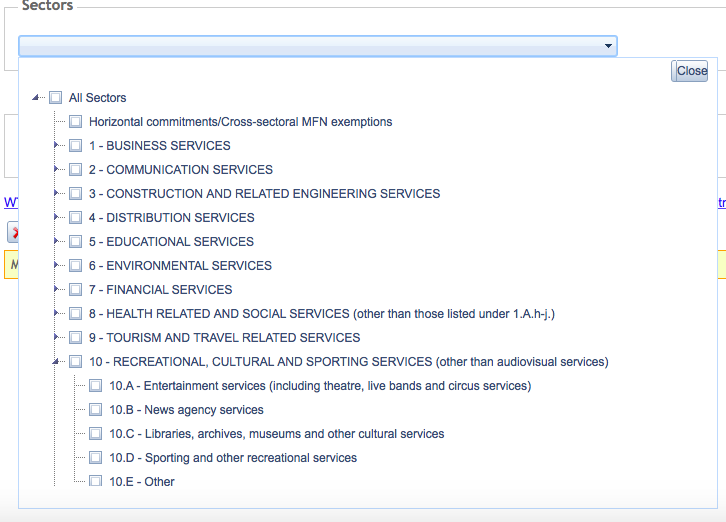 Sectors
Close
All Sectors
Horizontal commitments/Cross-sectoral MFN exemptions
1 - BUSINESS SERVICES
2 - COMMUNICATION SERVICES
3 - CONSTRUCTION AND RELATED ENGINEERING SERVICES
4 - DISTRIBUTION SERVICES
5 - EDUCATIONAL SERVICES
6 - ENVIRONMENTAL SERVICES
7 - FINANCIAL SERVICES
8 - HEALTH RELATED AND SOCIAL SERVICES (other than those listed under 1.A.h-j.)
9 - TOURISM AND TRAVEL RELATED SERVICES
10 - RECREATIONAL, CULTURAL AND SPORTING SERVICES (other than audiovisual services)
10.A - Entertainment services (including theatre, live bands and circus services)
10.B - News agency services
10.C - Libraries, archives, museums and other cultural services
10.D - Sporting and other recreational services
10.E - Other